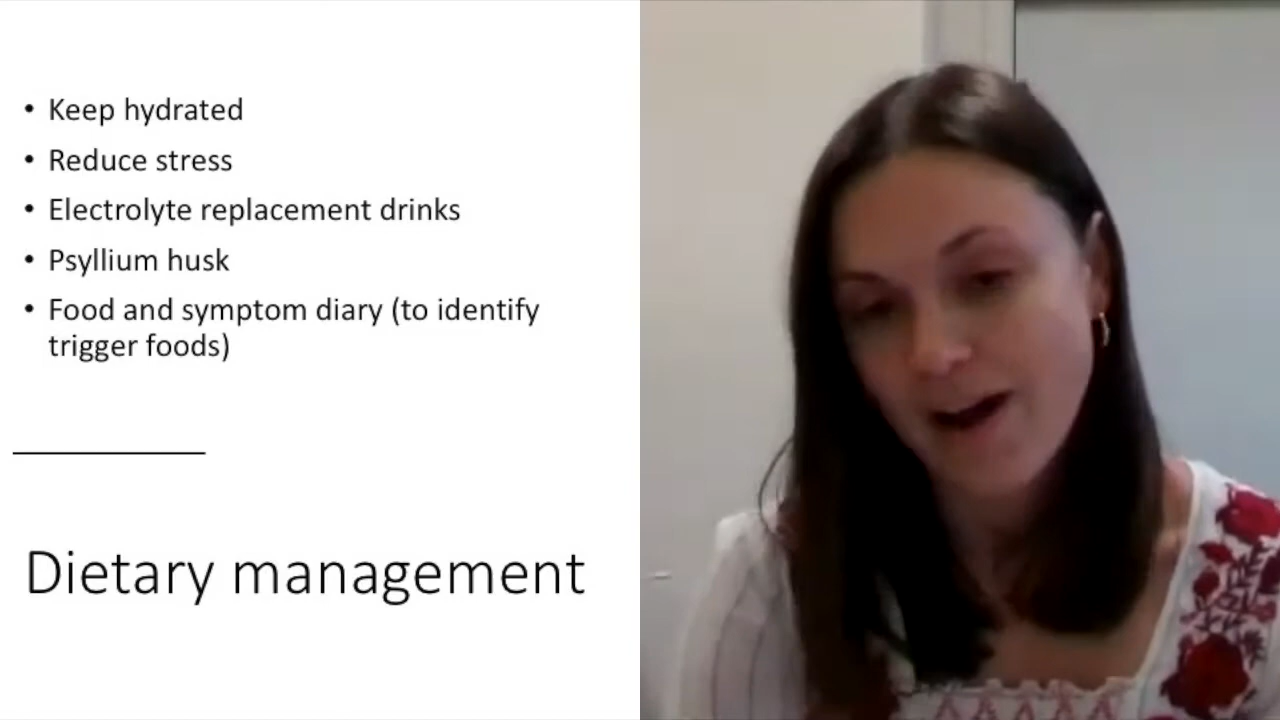 • Keep hydrated
• Reduce stress
• Electrolyte replacement drinks
• Psyllium husk
• Food and symptom diary (to identify
trigger foods)
Dietary management